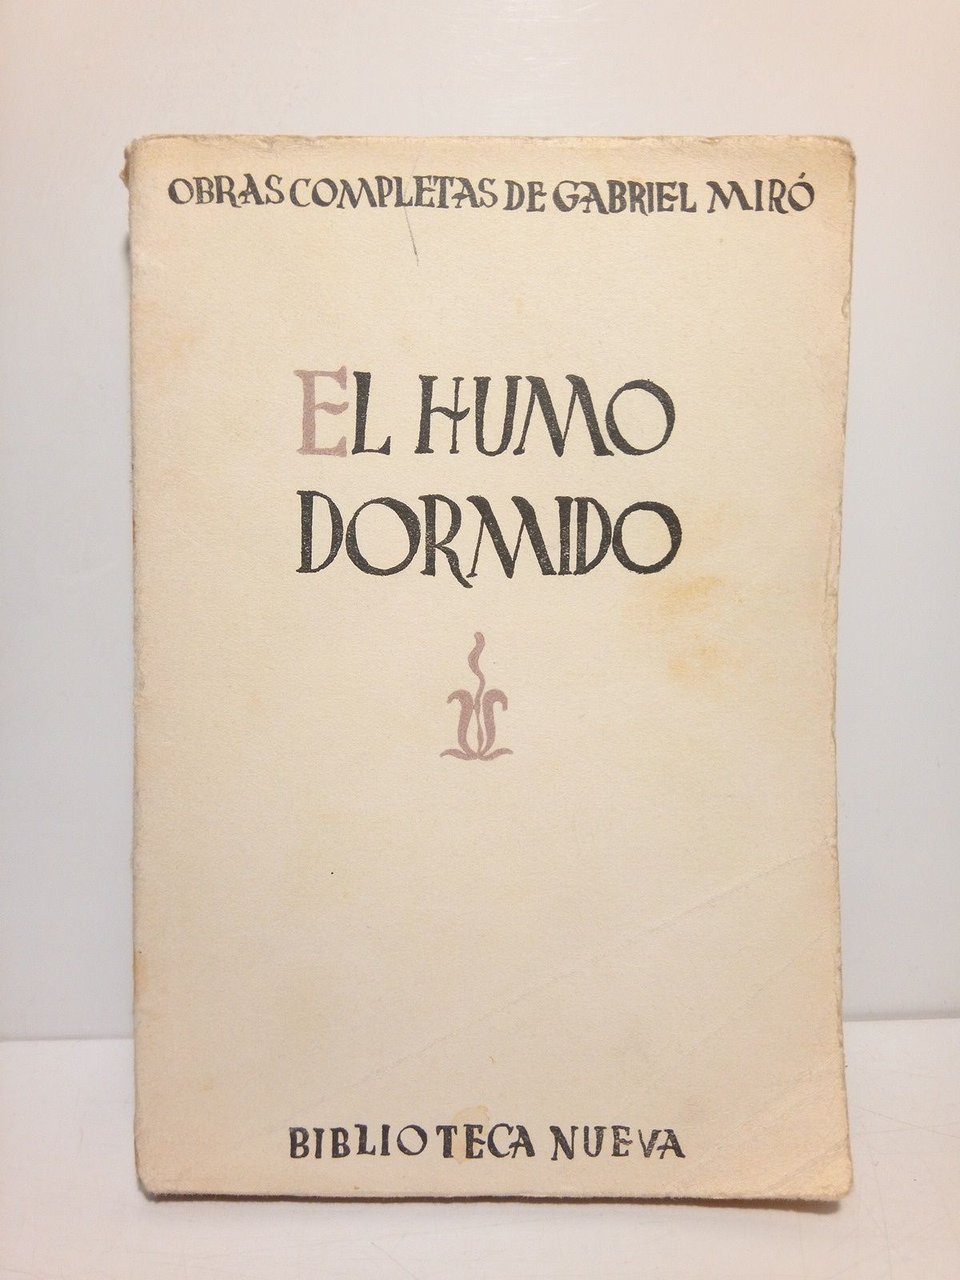 OBRAS COMPLETAS DE GABRIEL MIRÓ
EL HUMO
DORMIDO
BIBLIOTECA NUEVA